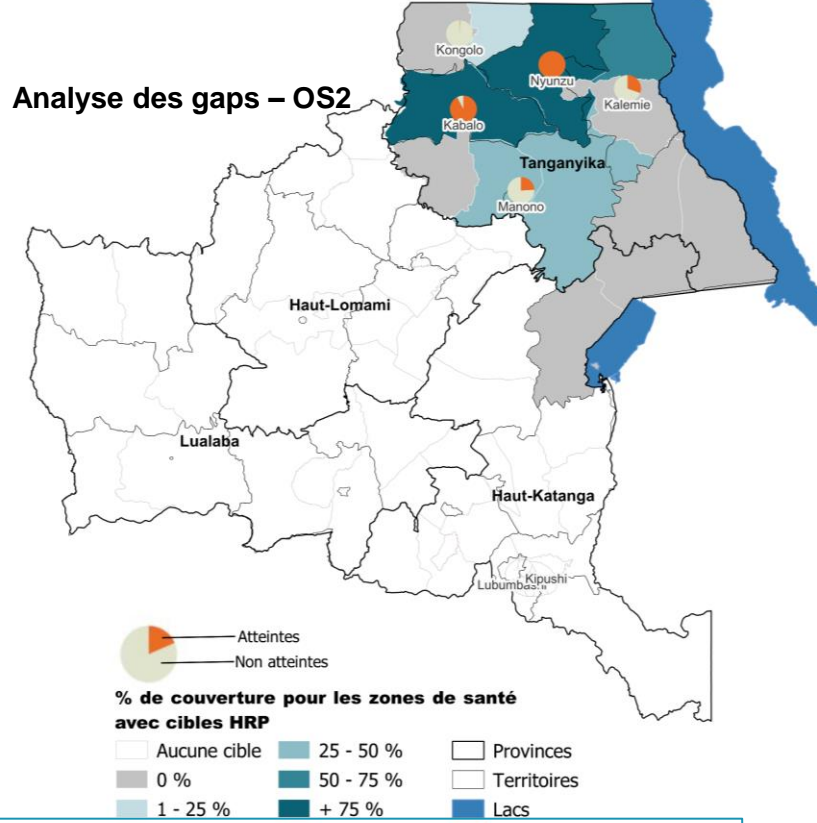 Analyse des gaps – OS2
Kongolo
Nyunzu
Kalemie
Kabalo
Tanganyika
Manono
Haut-Lomami
Lualaba
Haut-Katanga
Lubumbashi
Kipushi
Atteintes
Non atteintes
% de couverture pour les zones de santé
avec cibles HRP
Aucune cible
25 - 50 %
Provinces
0 %
50 - 75 %
Territoires
1 - 25 %
+ 75 %
Lacs